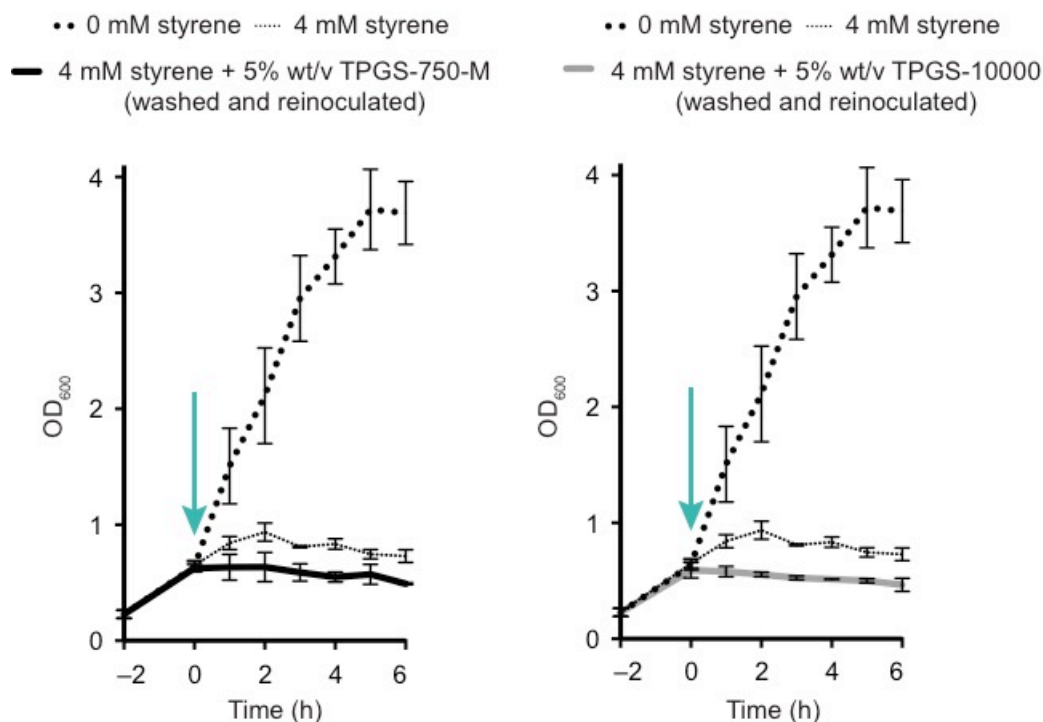 0 mM styrene 4 mM styrene
4 mM styrene + 5% wt/v TPGS-750-M
(washed and reinoculated)
OD600
4
3
2
1
0
–2 0 2 4 6
Time (h)
0 mM styrene 4 mM styrene
4 mM styrene + 5% wt/v TPGS-10000
(washed and reinoculated)
OD600
4
3
2
1
0
–2 0 2 4 6
Time (h)